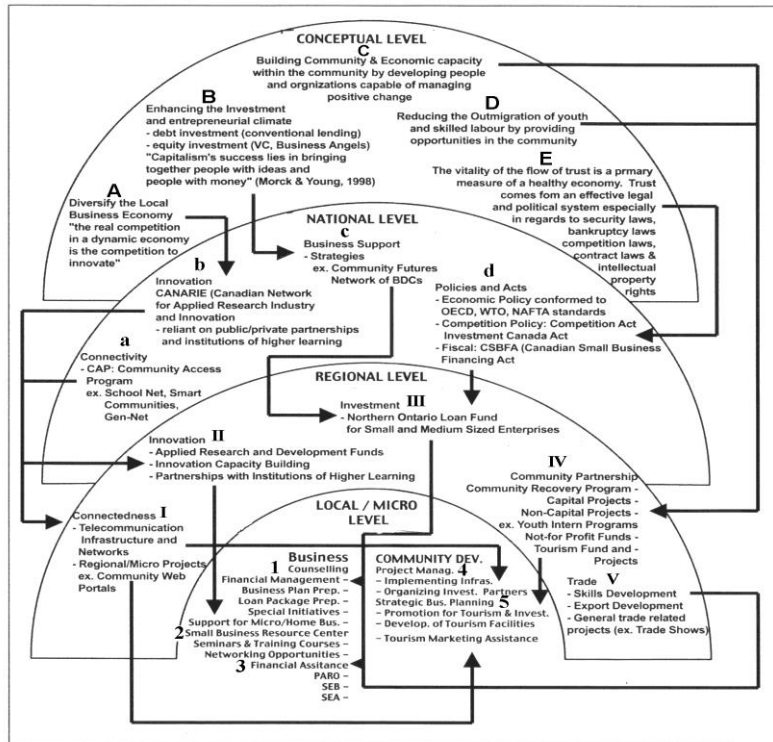 CONCEPTUAL LEVEL
C
Building Community & Economic capacity
within the community by developing people
and orgnizations capable of managing
positive change
B
Enhancing the Investment
and entrepreneurial climate
- debt investment (conventional lending)
- equity investment (VC, Business Angels)
"Capitalism's success lies in bringing
together people with ideas and
people with money" (Morck & Young, 1998)
D
Reducing the Outmigration of youth
and skilled labour by providing
opportunities in the community
E
The vitality of the flow of trust is a prmary
measure of a healthy economy. Trust
comes fom an effective legal
and political system especially
in regards to security laws,
bankruptcy laws
competition laws,
contract laws &
intellectual
property
rights
A
Diversify the Local
Business Economy
"the real competition
in a dynamic economy
is the competition to
innovate"
NATIONAL LEVEL
c
Business Support
- Strategies
ex. Community Futures
Network of BDCs
b
Innovation
CANARIE (Canadian Network
for Applied Research Industry
and Innovation
- reliant on public/private partnerships
and institutions of higher learning
d
Policies and Acts
- Economic Policy conformed to
OECD, WTO, NAFTA standards
- Competition Policy: Competition Act
Investment Canada Act
- Fiscal: CSBFA (Canadian Small Business
Financing Act
a
Connectivity
- CAP: Community Access
Program
ex. School Net, Smart
Communities,
Gen-Net
REGIONAL LEVEL
III
Investment
- Northern Ontario Loan Fund
for Small and Medium Sized Enterprises
II
Innovation
- Applied Research and Development Funds
- Innovation Capacity Building
- Partnerships with Institutions of Higher Learning
IV
Community Partnership
Community Recovery Program -
Capital Projects -
Non-Capital Projects -
ex. Youth Intern Programs
Not-for Profit Funds -
Tourism Fund and -
Projects
I
Connectedness
- Telecommunication
Infrastructure and
Networks
- Regional/Micro Projects
ex. Community Web
Portals
V
Trade
- Skills Development
- Export Development
- General trade related
projects (ex. Trade Shows)
LOCAL / MICRO
LEVEL
Business
1 Counselling
Financial Management -
Business Plan Prep. -
Loan Package Prep. -
Special Initiatives -
Support for Micro/Home Bus. -
2 Small Business Resource Center
Seminars & Training Courses -
Networking Opportunities -
3 Financial Assitance -
PARO -
SEB -
SEA -
COMMUNITY DEV.
Project Manag. 4
- Implementing Infras.
- Organizing Invest. Partners
Strategic Bus. Planning 5
- Promotion for Tourism & Invest.
- Develop. of Tourism Facilities
- Tourism Marketing Assistance